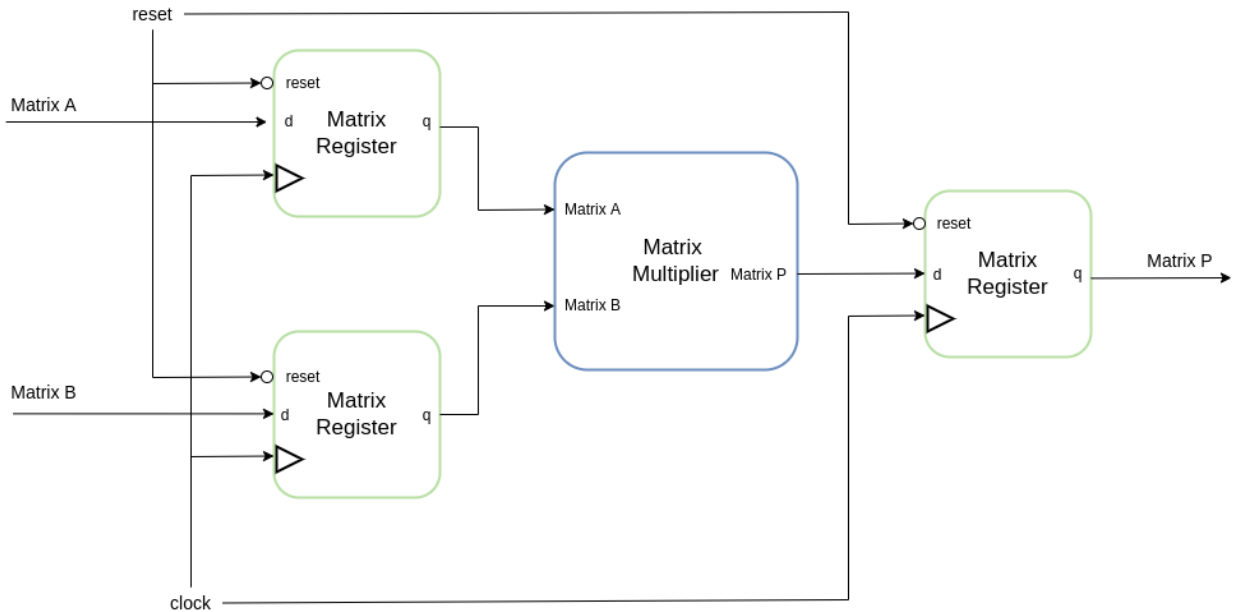 reset
reset
Matrix A
d
Matrix
Register
q
Matrix A
Matrix
Multiplier
Matrix P
Matrix B
reset
d
Matrix
Register
q
Matrix P
reset
Matrix B
d
Matrix
Register
q
clock